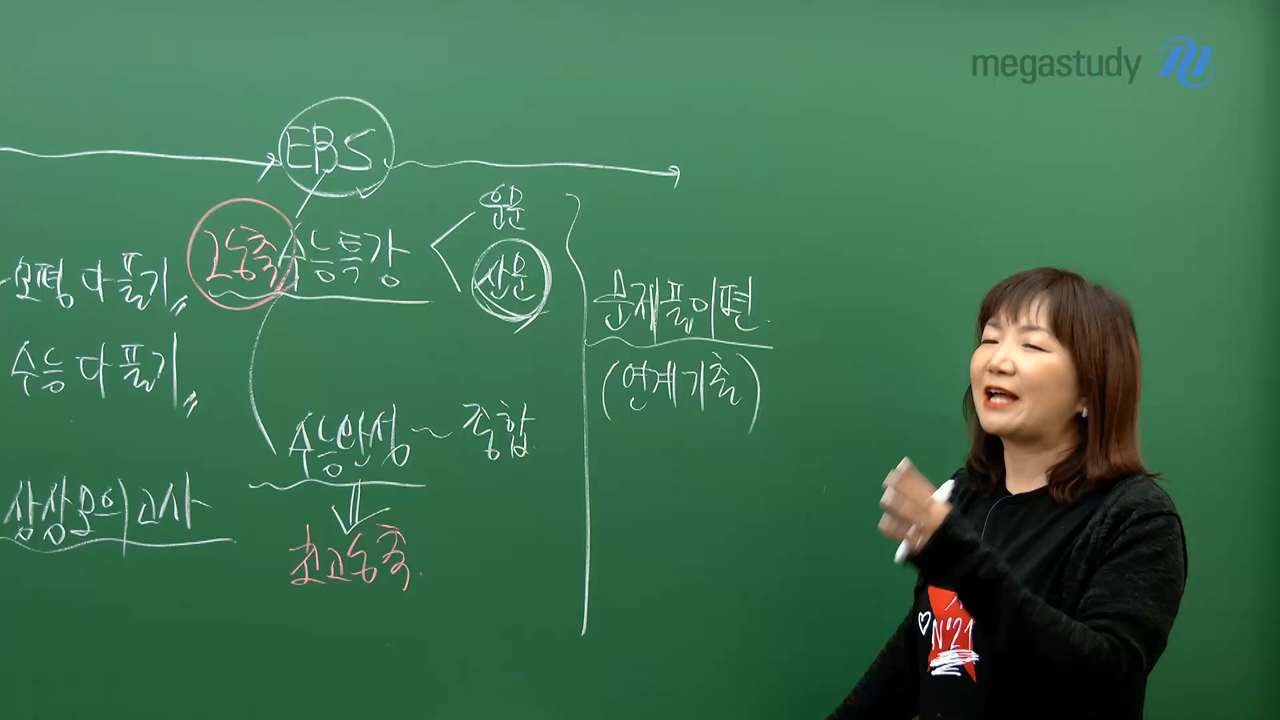 megastudy
EBS
고농축 수능특강
운문
산문
모평 다 풀기
수능 다 풀기
문제풀이편
(연계기출)
수능완성 ~ 종합
상상모의고사
초고농축
N°21